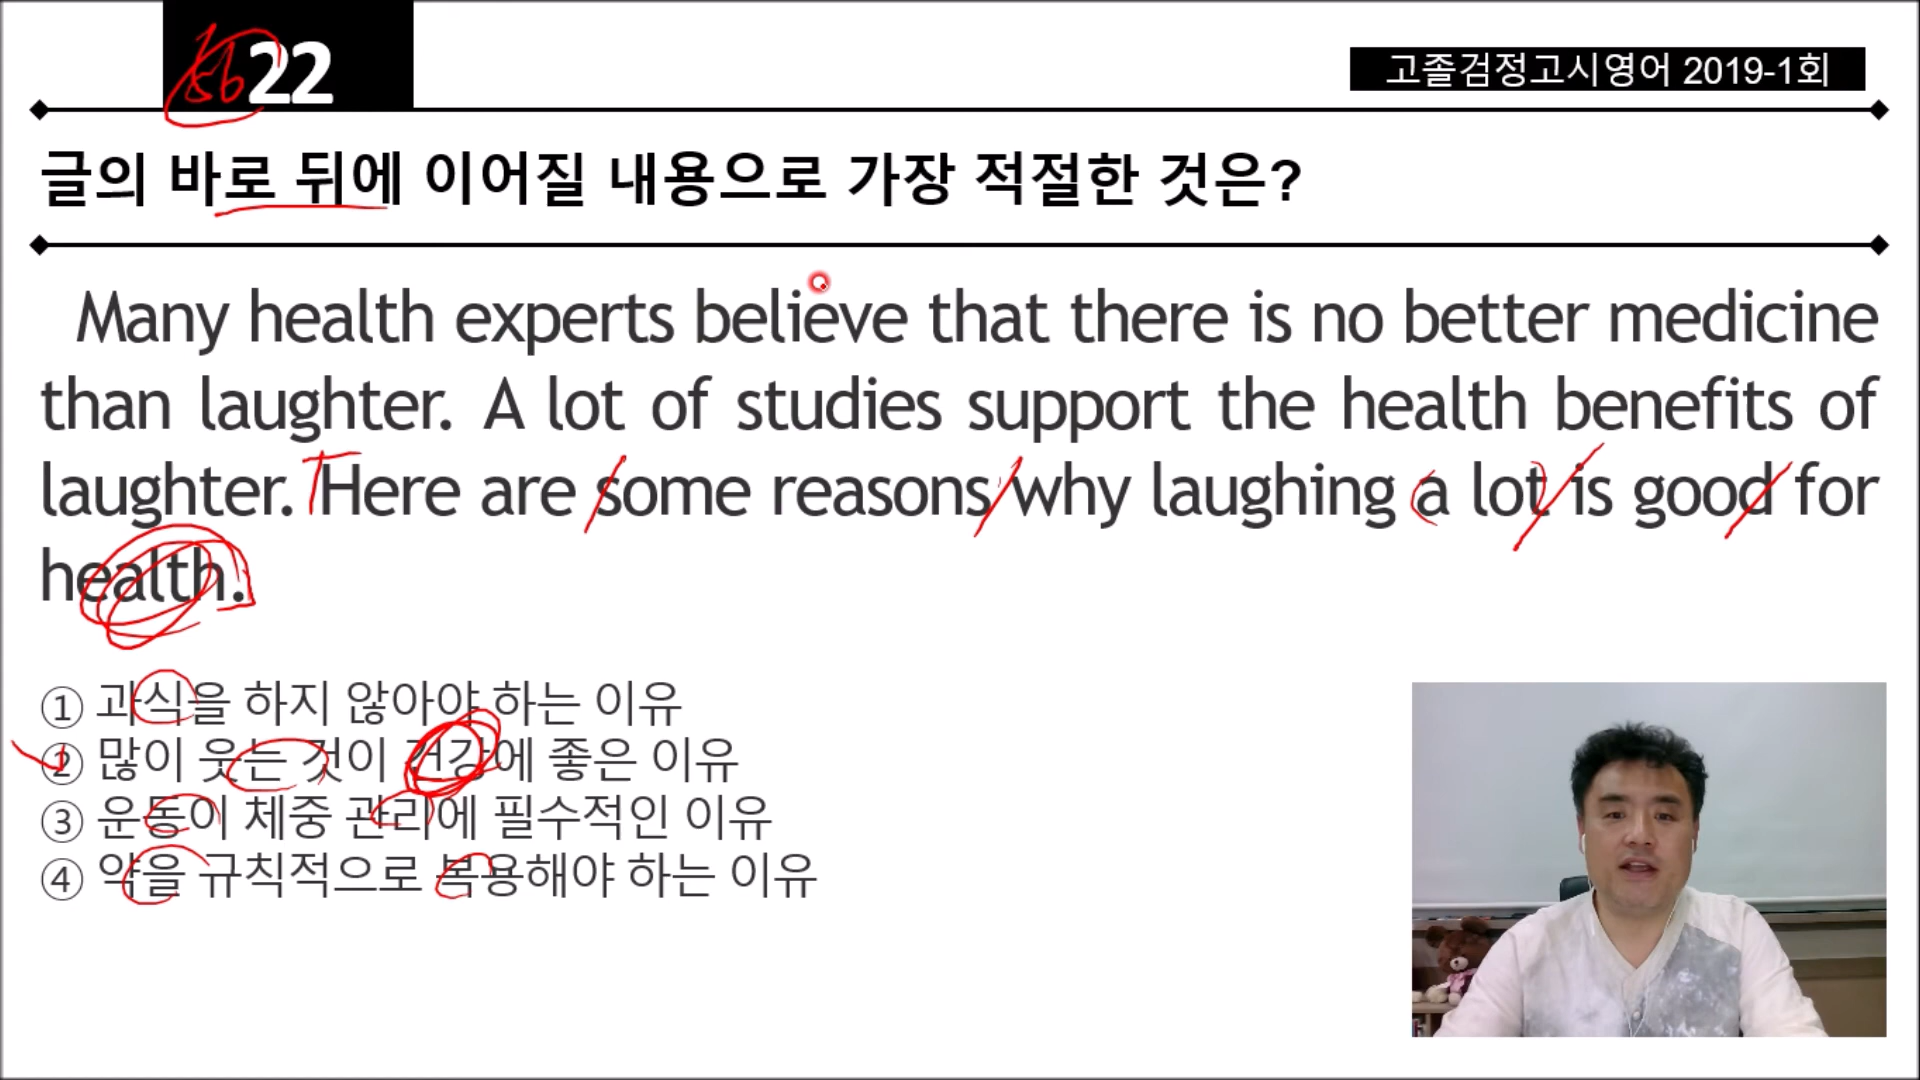 22
고졸검정고시영어 2019-1회
글의 바로 뒤에 이어질 내용으로 가장 적절한 것은?
Many health experts believe that there is no better medicine
than laughter. A lot of studies support the health benefits of
laughter. Here are some reasons why laughing a lot is good for
health.
① 과식을 하지 않아야 하는 이유
② 많이 웃는 것이 건강에 좋은 이유
③ 운동이 체중 관리에 필수적인 이유
④ 약을 규칙적으로 복용해야 하는 이유